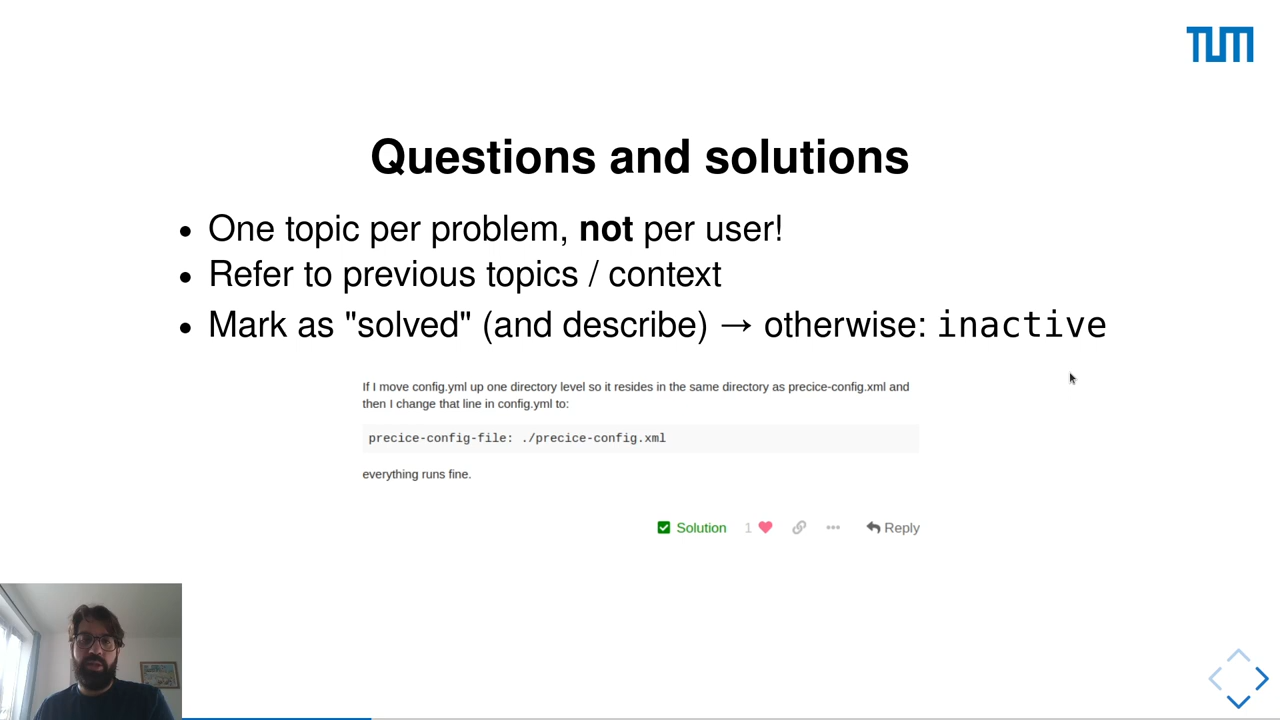 TUM
Questions and solutions
One topic per problem, not per user!
Refer to previous topics / context
Mark as "solved" (and describe) → otherwise: inactive
If I move config.yml up one directory level so it resides in the same directory as precice-config.xml and
then I change that line in config.yml to:
precice-config-file: ./precice-config.xml
everything runs fine.
Solution 1 Reply